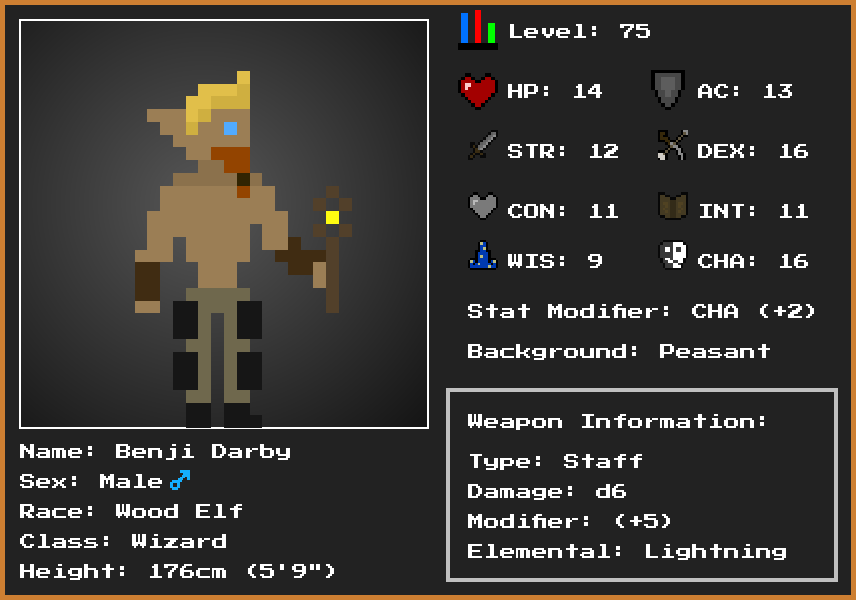 Level: 75
HP: 14 AC: 13
STR: 12 DEX: 16
CON: 11 INT: 11
WIS: 9 CHA: 16
Stat Modifier: CHA (+2)
Background: Peasant
Weapon Information:
Type: Staff
Damage: d6
Modifier: (+5)
Elemental: Lightning
Name: Benji Darby
Sex: Male♂
Race: Wood Elf
Class: Wizard
Height: 176cm (5'9")